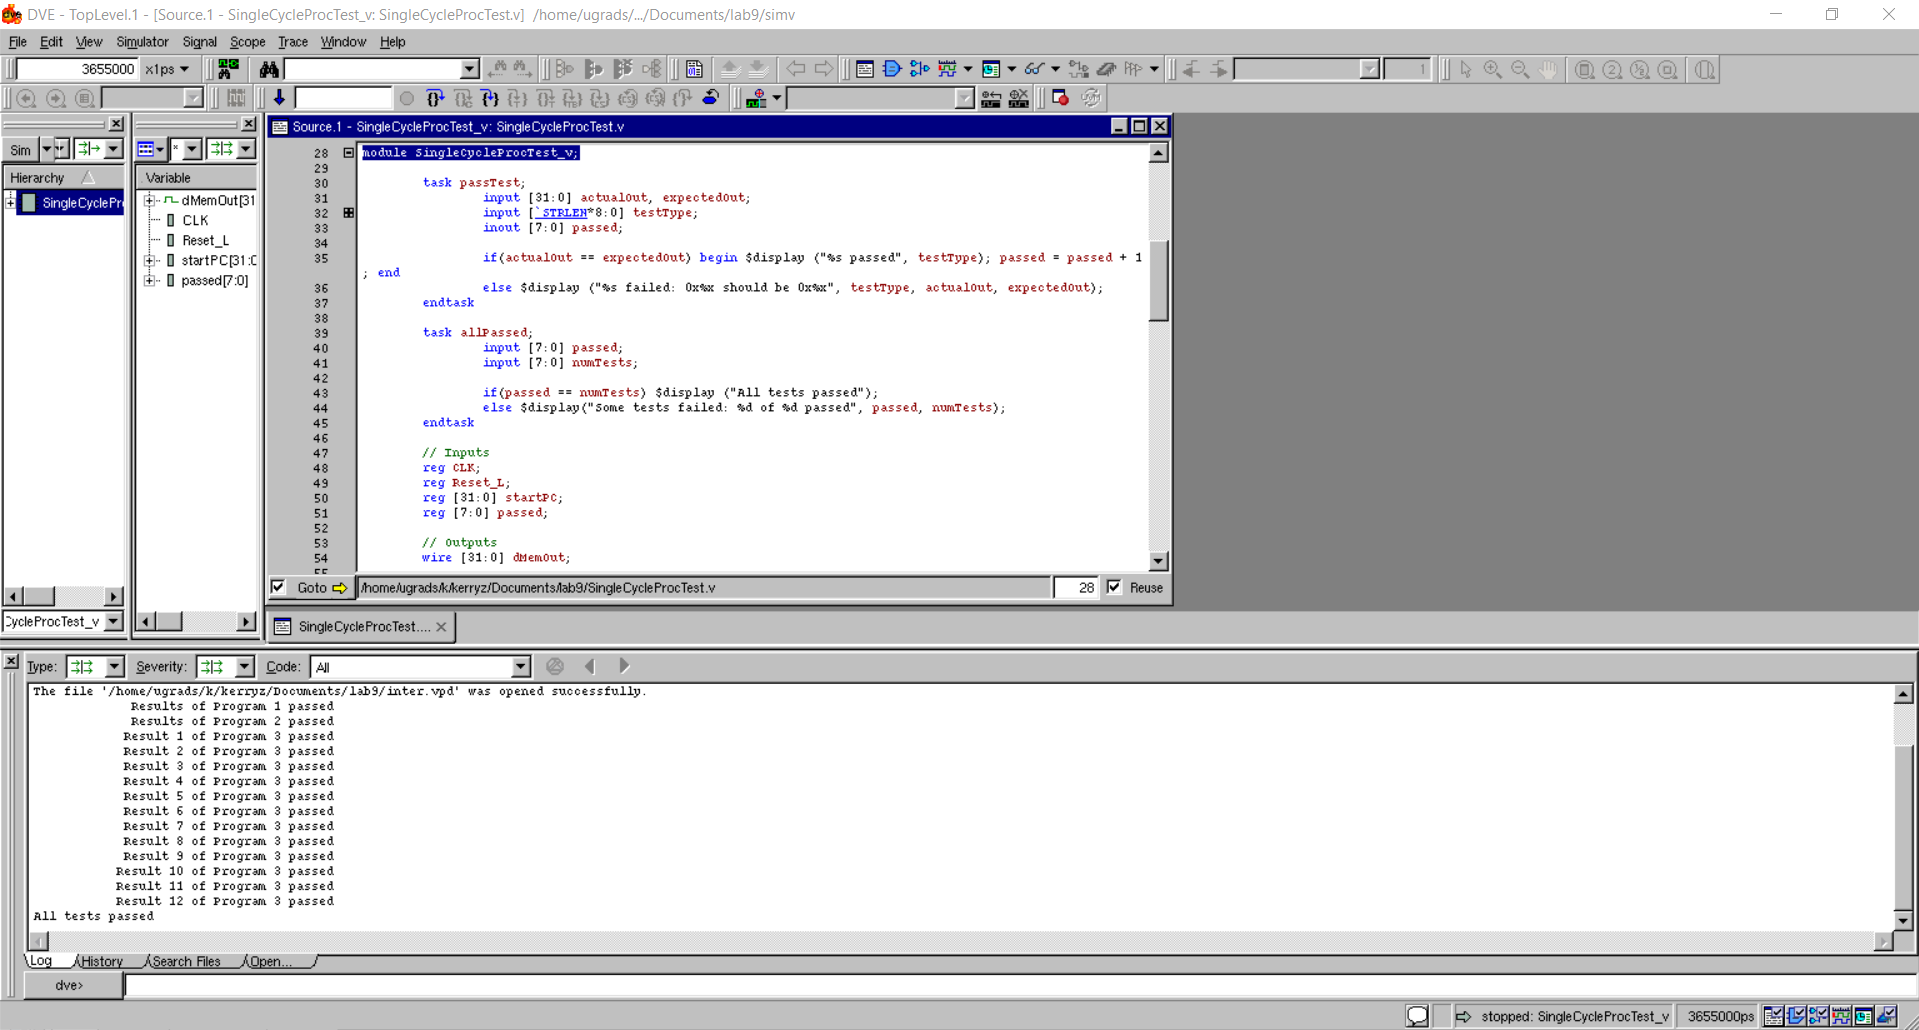 DVE - TopLevel.1 - [Source.1 - SingleCycleProcTest_v: SingleCycleProcTest.v] /home/ugrads/.../Documents/lab9/simv
File Edit View Simulator Signal Scope Trace Window Help
3655000 x1ps
1
Sim
Hierarchy
SingleCyclePr
CycleProcTest_v
*
Variable
dMemOut[31
CLK
Reset_L
startPC[31:0
passed[7:0]
Source.1 - SingleCycleProcTest_v: SingleCycleProcTest.v
28 module SingleCycleProcTest_v;
29
30 task passTest;
31 input [31:0] actualOut, expectedOut;
32 input [`STRLEN*8:0] testType;
33 inout [7:0] passed;
34
35 if(actualOut == expectedOut) begin $display ("%s passed", testType); passed = passed + 1
; end
36 else $display ("%s failed: 0x%x should be 0x%x", testType, actualOut, expectedOut);
37 endtask
38
39 task allPassed;
40 input [7:0] passed;
41 input [7:0] numTests;
42
43 if(passed == numTests) $display ("All tests passed");
44 else $display("Some tests failed: %d of %d passed", passed, numTests);
45 endtask
46
47 // Inputs
48 reg CLK;
49 reg Reset_L;
50 reg [31:0] startPC;
51 reg [7:0] passed;
52
53 // Outputs
54 wire [31:0] dMemOut;
55
Goto /home/ugrads/k/kerryz/Documents/lab9/SingleCycleProcTest.v 28 Reuse
SingleCycleProcTest....
Type: Severity: Code: All
The file '/home/ugrads/k/kerryz/Documents/lab9/inter.vpd' was opened successfully.
Results of Program 1 passed
Results of Program 2 passed
Result 1 of Program 3 passed
Result 2 of Program 3 passed
Result 3 of Program 3 passed
Result 4 of Program 3 passed
Result 5 of Program 3 passed
Result 6 of Program 3 passed
Result 7 of Program 3 passed
Result 8 of Program 3 passed
Result 9 of Program 3 passed
Result 10 of Program 3 passed
Result 11 of Program 3 passed
Result 12 of Program 3 passed
All tests passed
Log History Search Files Open...
dve>
stopped: SingleCycleProcTest_v 3655000ps